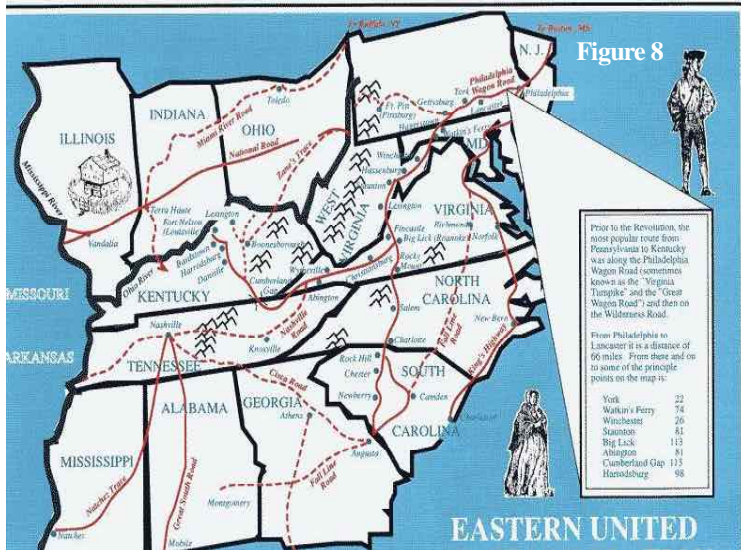 To Buffalo, NY
To Boston, MA
N. J.
Figure 8
Philadelphia
Wagon Road
Philadelphia
York
Lancaster
Gettysburg
Ft. Pitt
(Pittsburg)
Hagerstown
Watkin's Ferry
MD
Toledo
INDIANA
OHIO
Miami River Road
ILLINOIS
National Road
Zane's Trace
Mississippi River
WEST
VIRGINIA
Winchester
Staunton
Lexington
VIRGINIA
Richmond
Norfolk
Terra Haute
Vandalia
Fort Nelson
(Louisville)
Lexington
Bardstown
Harrodsburg
Danville
Boonesborough
Fincastle
Big Lick (Roanoke)
Rocky
Mount
Wytheville
Christiansburg
Abington
Cumberland
Gap
Ohio River
KENTUCKY
MISSOURI
NORTH
CAROLINA
Salem
New Bern
Nashville
Nashville
Road
Knoxville
TENNESSEE
ARKANSAS
Charlotte
Fall Line
Road
King's Highway
Rock Hill
Chester
Newberry
SOUTH
CAROLINA
Camden
Charleston
ALABAMA
GEORGIA
Athens
Augusta
MISSISSIPPI
Natchez Trace
Natchez
Great South Road
Mobile
Montgomery
Fall Line
Road
Prior to the Revolution, the
most popular route from
Pennsylvania to Kentucky
was along the Philadelphia
Wagon Road (sometimes
known as the "Virginia
Turnpike" and the "Great
Wagon Road") and then on
the Wilderness Road.
From Philadelphia to
Lancaster it is a distance of
66 miles From there and on
to some of the principle
points on the map is:
York 22
Watkin's Ferry 74
Winchester 26
Staunton 81
Big Lick 113
Abington 81
Cumberland Gap 115
Harrodsburg 98
EASTERN UNITED